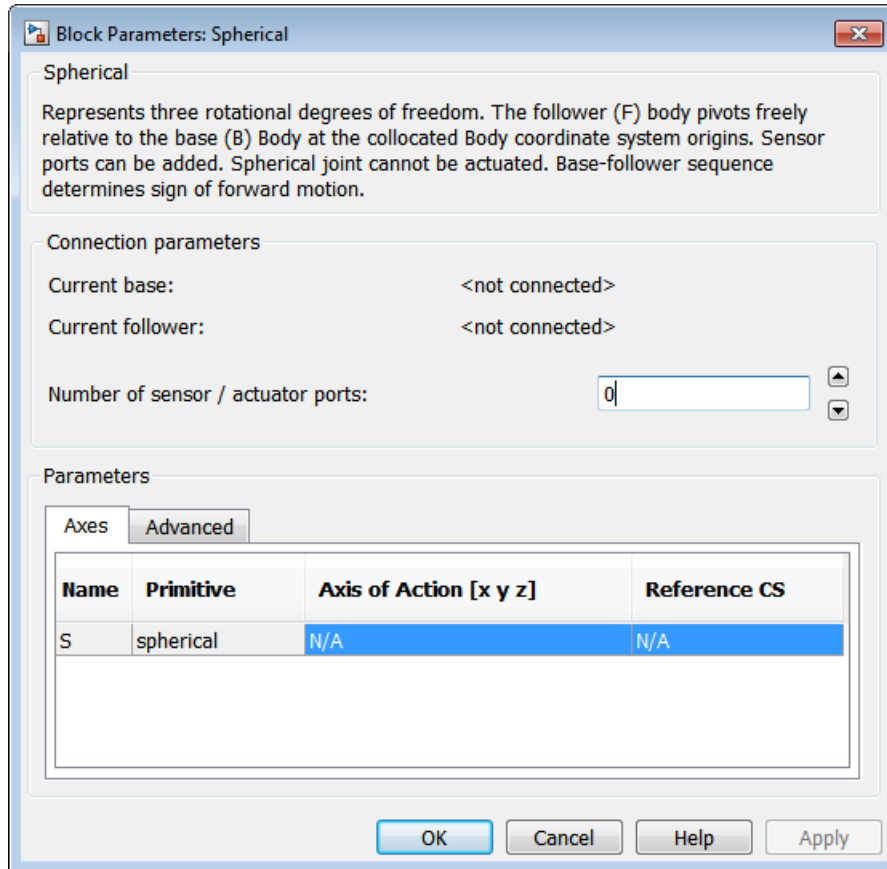 Block Parameters: Spherical
Spherical
Represents three rotational degrees of freedom. The follower (F) body pivots freely
relative to the base (B) Body at the collocated Body coordinate system origins. Sensor
ports can be added. Spherical joint cannot be actuated. Base-follower sequence
determines sign of forward motion.
Connection parameters
Current base: <not connected>
Current follower: <not connected>
Number of sensor / actuator ports: 0
Parameters
Axes Advanced
Name Primitive Axis of Action [x y z] Reference CS
S spherical N/A N/A
OK Cancel Help Apply